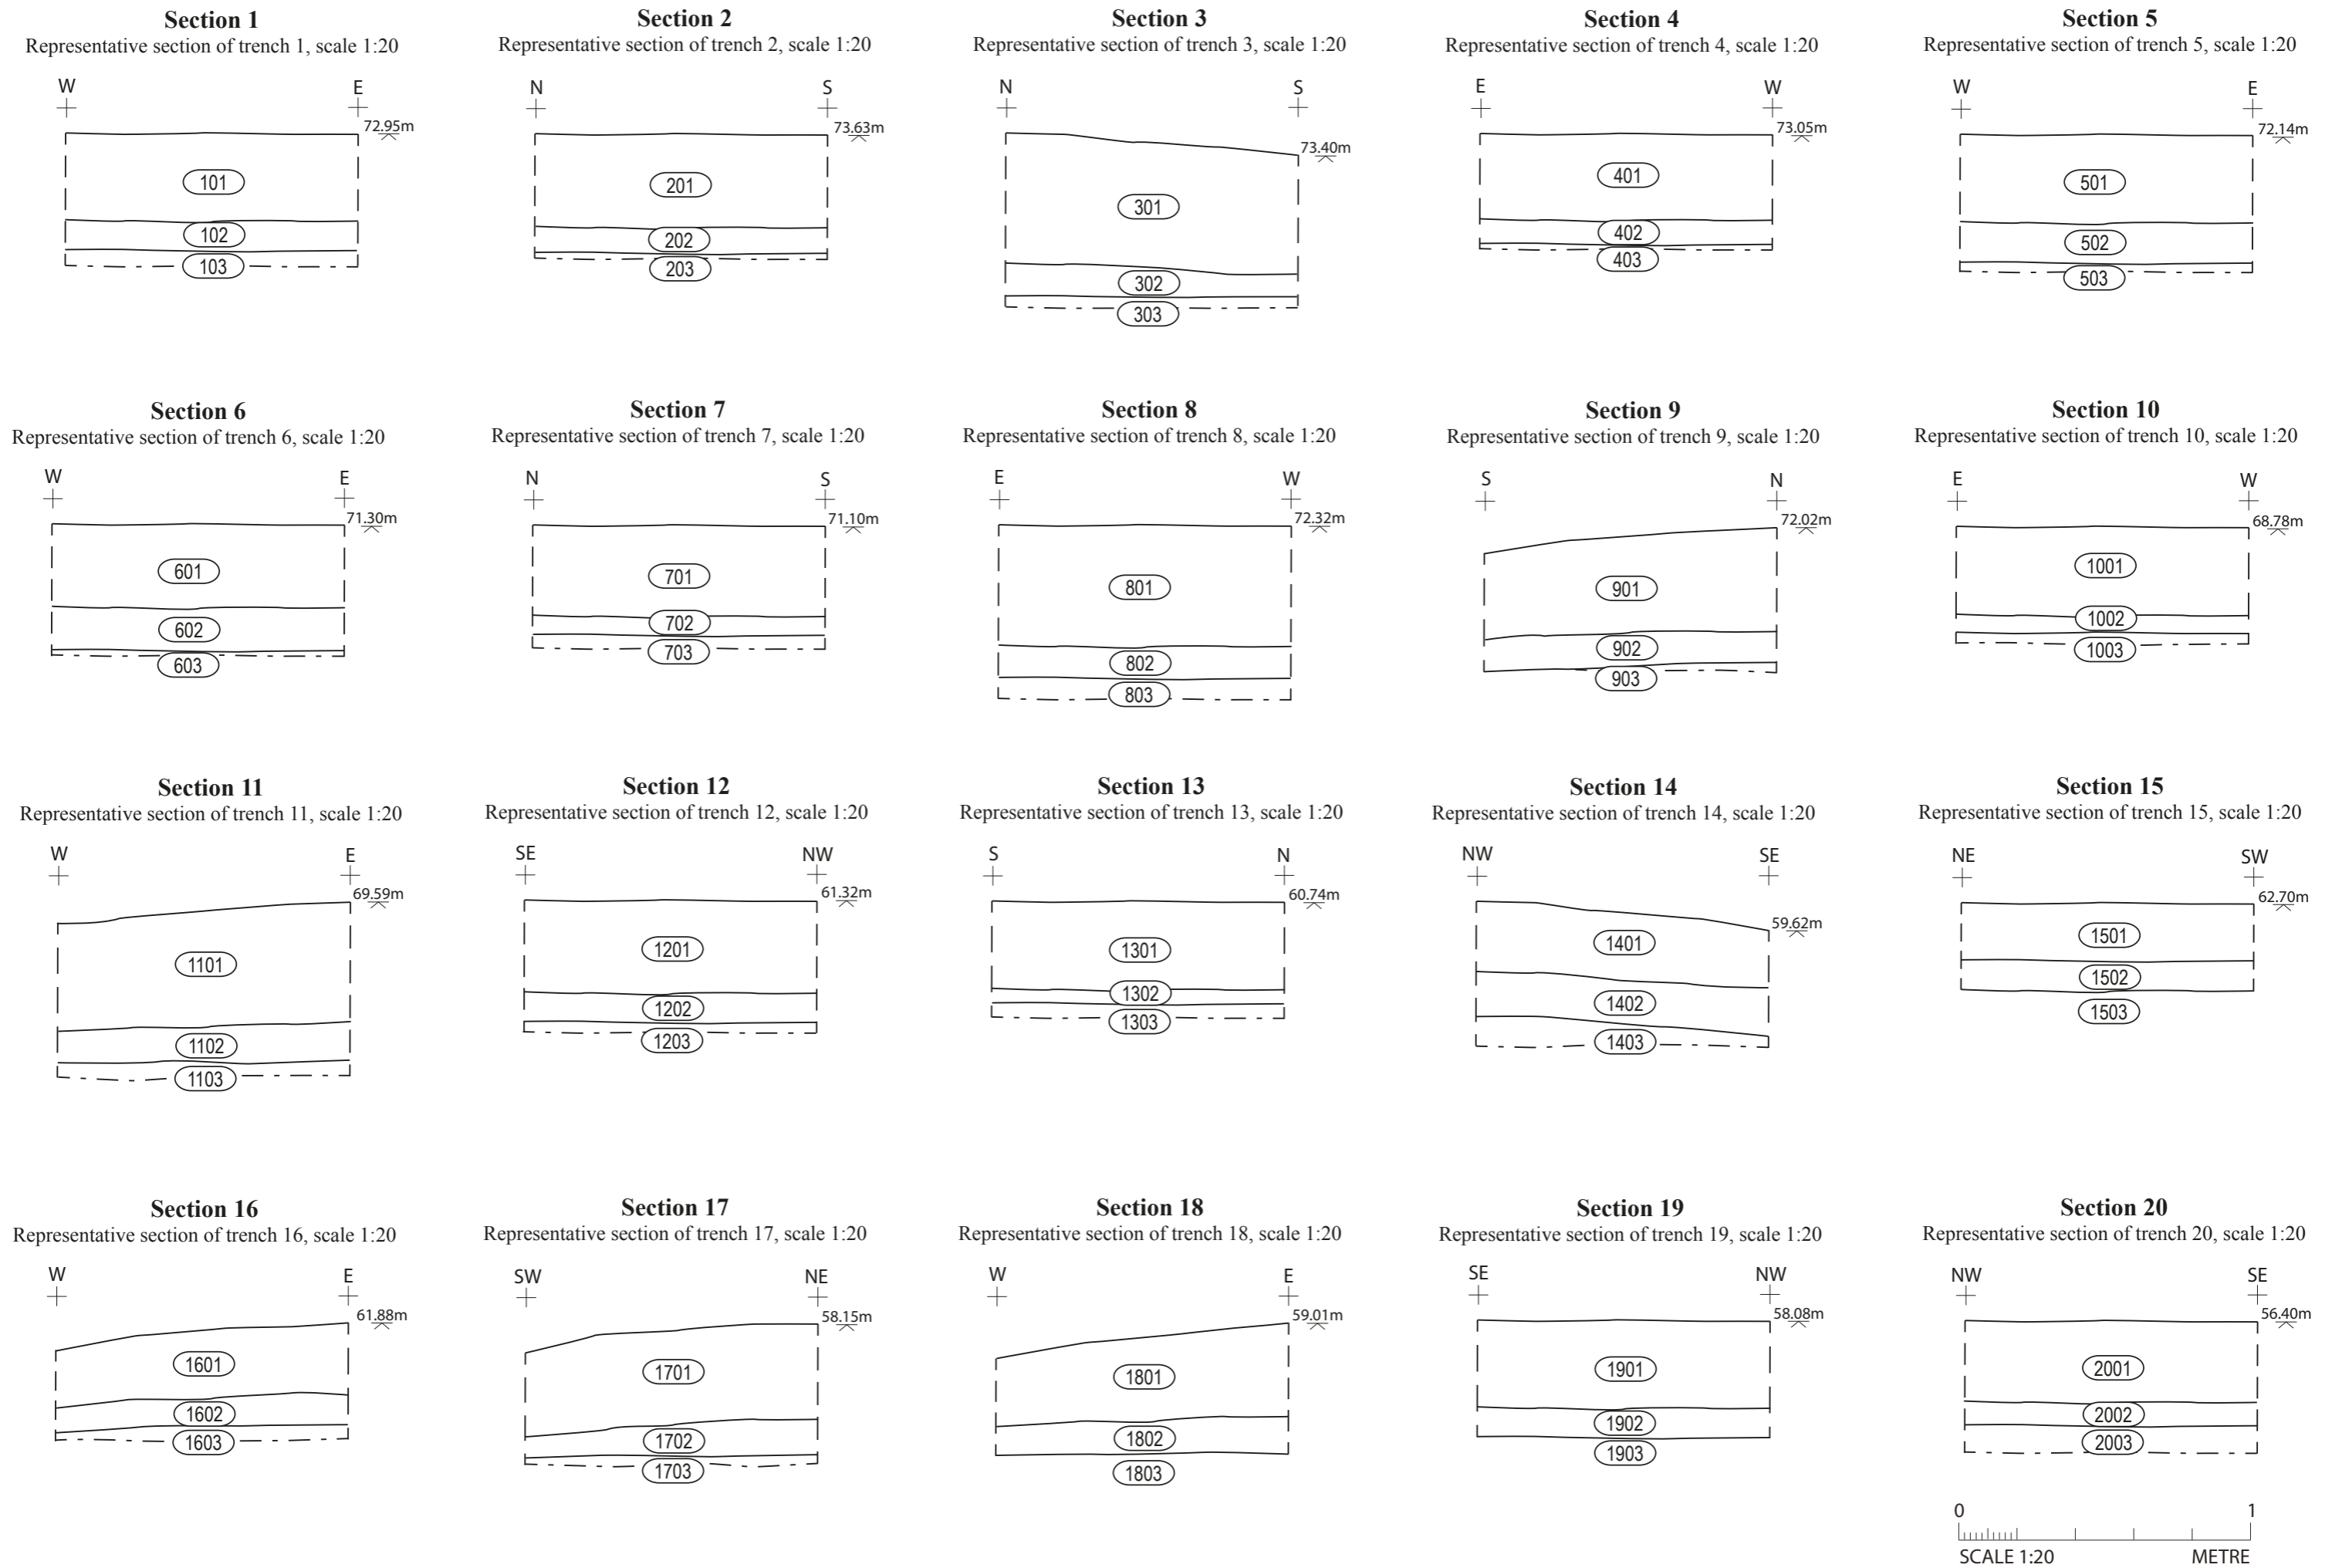 Section 1
Representative section of trench 1, scale 1:20
W E
72.95m
101
102
103
Section 2
Representative section of trench 2, scale 1:20
N S
73.63m
201
202
203
Section 3
Representative section of trench 3, scale 1:20
N S
73.40m
301
302
303
Section 4
Representative section of trench 4, scale 1:20
E W
73.05m
401
402
403
Section 5
Representative section of trench 5, scale 1:20
W E
72.14m
501
502
503
Section 6
Representative section of trench 6, scale 1:20
W E
71.30m
601
602
603
Section 7
Representative section of trench 7, scale 1:20
N S
71.10m
701
702
703
Section 8
Representative section of trench 8, scale 1:20
E W
72.32m
801
802
803
Section 9
Representative section of trench 9, scale 1:20
S N
72.02m
901
902
903
Section 10
Representative section of trench 10, scale 1:20
E W
68.78m
1001
1002
1003
Section 11
Representative section of trench 11, scale 1:20
W E
69.59m
1101
1102
1103
Section 12
Representative section of trench 12, scale 1:20
SE NW
61.32m
1201
1202
1203
Section 13
Representative section of trench 13, scale 1:20
S N
60.74m
1301
1302
1303
Section 14
Representative section of trench 14, scale 1:20
NW SE
59.62m
1401
1402
1403
Section 15
Representative section of trench 15, scale 1:20
NE SW
62.70m
1501
1502
1503
Section 16
Representative section of trench 16, scale 1:20
W E
61.88m
1601
1602
1603
Section 17
Representative section of trench 17, scale 1:20
SW NE
58.15m
1701
1702
1703
Section 18
Representative section of trench 18, scale 1:20
W E
59.01m
1801
1802
1803
Section 19
Representative section of trench 19, scale 1:20
SE NW
58.08m
1901
1902
1903
Section 20
Representative section of trench 20, scale 1:20
NW SE
56.40m
2001
2002
2003
0 1
SCALE 1:20 METRE